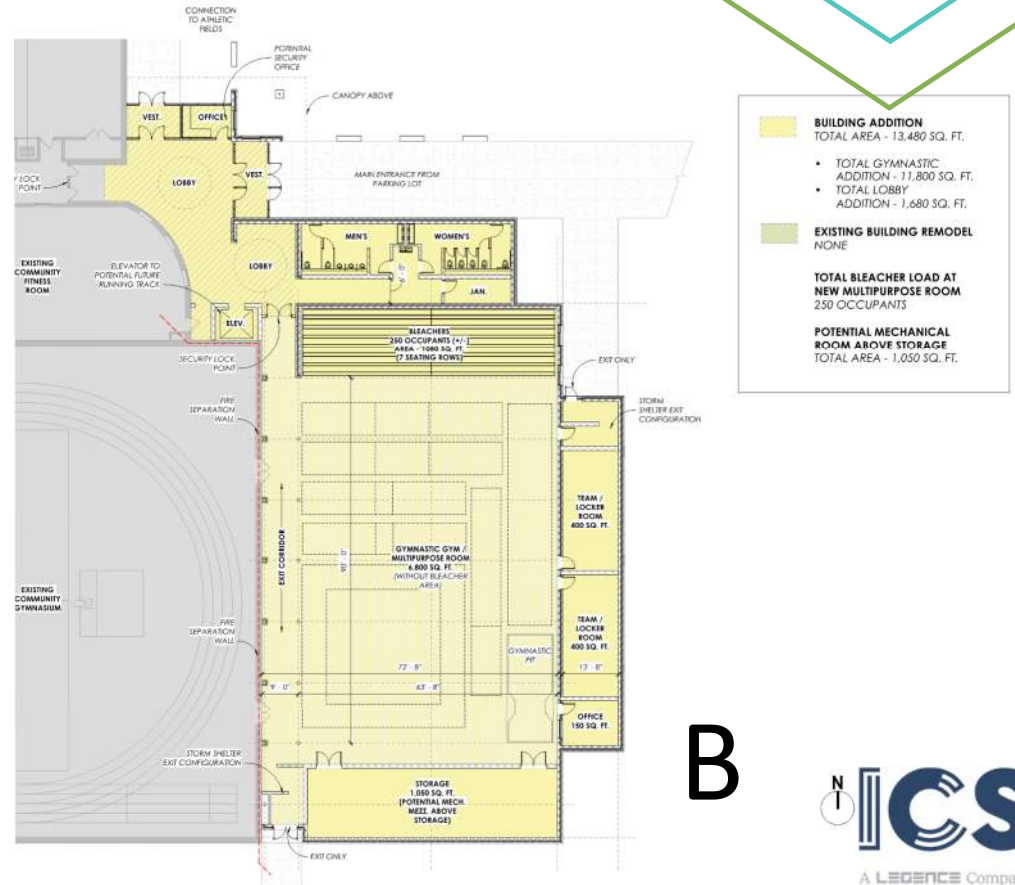 CONNECTION
TO ATHLETIC
FIELDS
POTENTIAL
SECURITY
OFFICE
CANOPY ABOVE
VEST.
OFFICE
LOBBY
VEST.
MAIN ENTRANCE FROM
PARKING LOT
Y LOCK
POINT
EXISTING
COMMUNITY
FITNESS
ROOM
ELEVATOR TO
POTENTIAL FUTURE
RUNNING TRACK
LOBBY
MEN'S
WOMEN'S
6' - 0"
JAN.
ELEV.
SECURITY LOCK
POINT
BLEACHERS
250 OCCUPANTS (+/-)
AREA - 1080 SQ. FT.
(7 SEATING ROWS)
EXIT ONLY
STORM
SHELTER EXIT
CONFIGURATION
FIRE
SEPARATION
WALL
TEAM /
LOCKER
ROOM
400 SQ. FT.
EXIT CORRIDOR
90' - 0"
GYMNASTIC GYM /
MULTIPURPOSE ROOM
6,800 SQ. FT.
(WITHOUT BLEACHER
AREA)
EXISTING
COMMUNITY
GYMNASIUM
FIRE
SEPARATION
WALL
TEAM /
LOCKER
ROOM
400 SQ. FT.
GYMNASTIC
PIT
72' - 8"
13' - 8"
9' - 0"
63' - 8"
OFFICE
150 SQ. FT.
STORM SHELTER
EXIT CONFIGURATION
STORAGE
1,050 SQ. FT.
(POTENTIAL MECH.
MEZZ. ABOVE
STORAGE)
EXIT ONLY
BUILDING ADDITION
TOTAL AREA - 13,480 SQ. FT.
• TOTAL GYMNASTIC
ADDITION - 11,800 SQ. FT.
• TOTAL LOBBY
ADDITION - 1,680 SQ. FT.
EXISTING BUILDING REMODEL
NONE
TOTAL BLEACHER LOAD AT
NEW MULTIPURPOSE ROOM
250 OCCUPANTS
POTENTIAL MECHANICAL
ROOM ABOVE STORAGE
TOTAL AREA - 1,050 SQ. FT.
B
N
ICS
A LEGENCE Compa